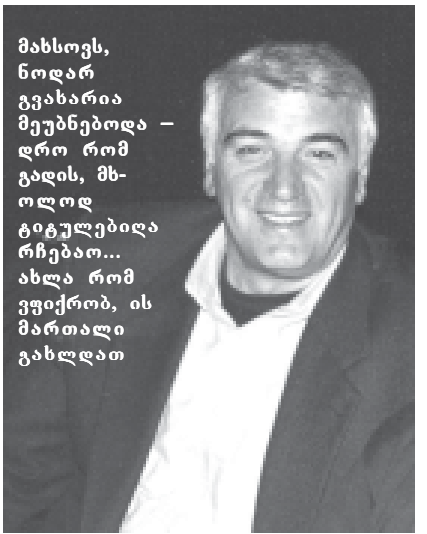 მახსოვს,
ნოდარ
გვახარია
მეუბნებოდა –
დრო რომ
გადის, მხ-
ოლოდ
ტიტულებიღა
რჩებაო...
ახლა რომ
ვფიქრობ, ის
მართალი
გახლდათ